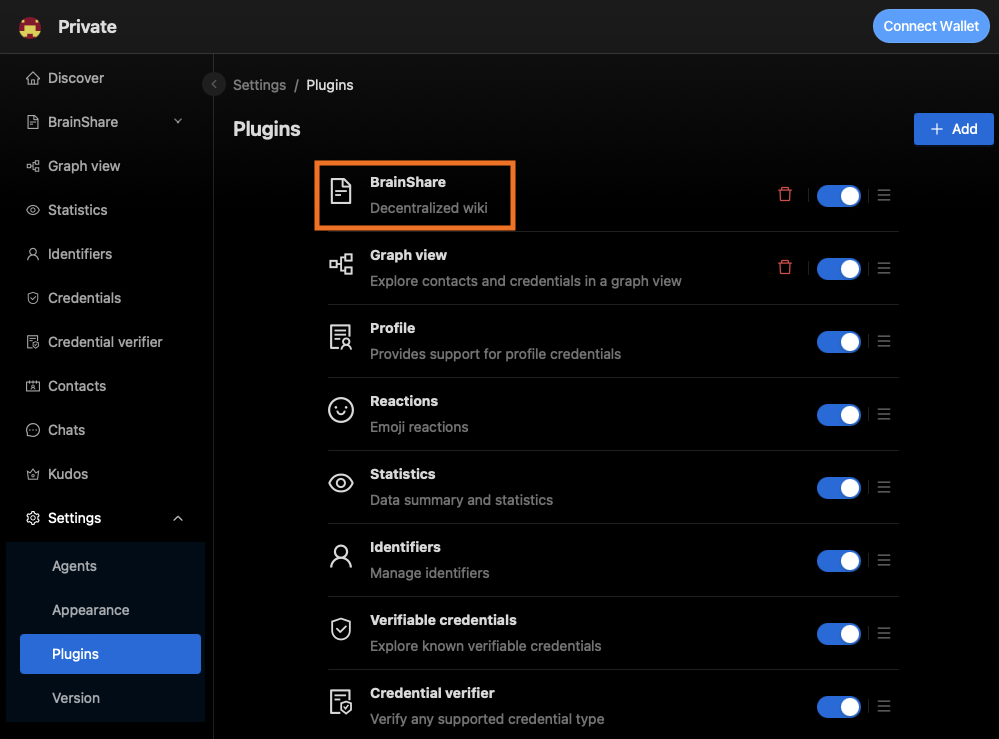 Private
Connect Wallet
Discover
BrainShare
Graph view
Statistics
Identifiers
Credentials
Credential verifier
Contacts
Chats
Kudos
Settings
Agents
Appearance
Plugins
Version
Settings / Plugins
Plugins
+ Add
BrainShare
Decentralized wiki
Graph view
Explore contacts and credentials in a graph view
Profile
Provides support for profile credentials
Reactions
Emoji reactions
Statistics
Data summary and statistics
Identifiers
Manage identifiers
Verifiable credentials
Explore known verifiable credentials
Credential verifier
Verify any supported credential type